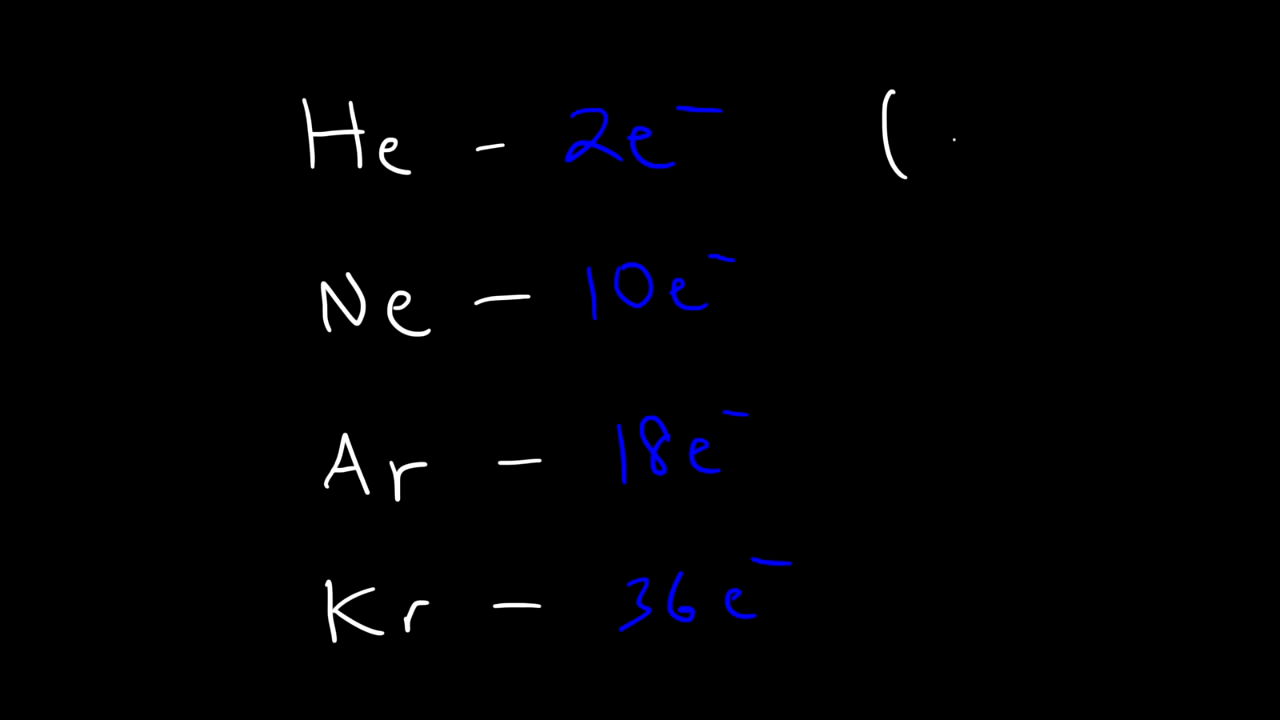 He - 2e⁻ (
Ne - 10e⁻
Ar - 18e⁻
Kr - 36e⁻